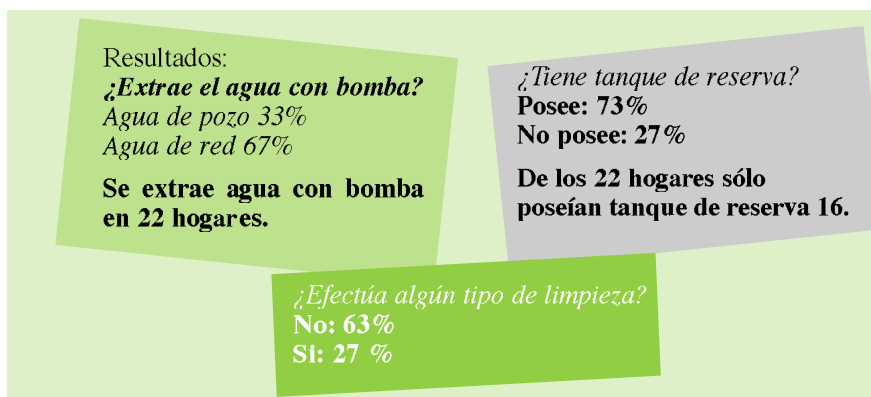 Resultados:
¿Extrae el agua con bomba?
Agua de pozo 33%
Agua de red 67%
Se extrae agua con bomba
en 22 hogares.
¿Tiene tanque de reserva?
Posee: 73%
No posee: 27%
De los 22 hogares sólo
poseían tanque de reserva 16.
¿Efectúa algún tipo de limpieza?
No: 63%
Si: 27 %